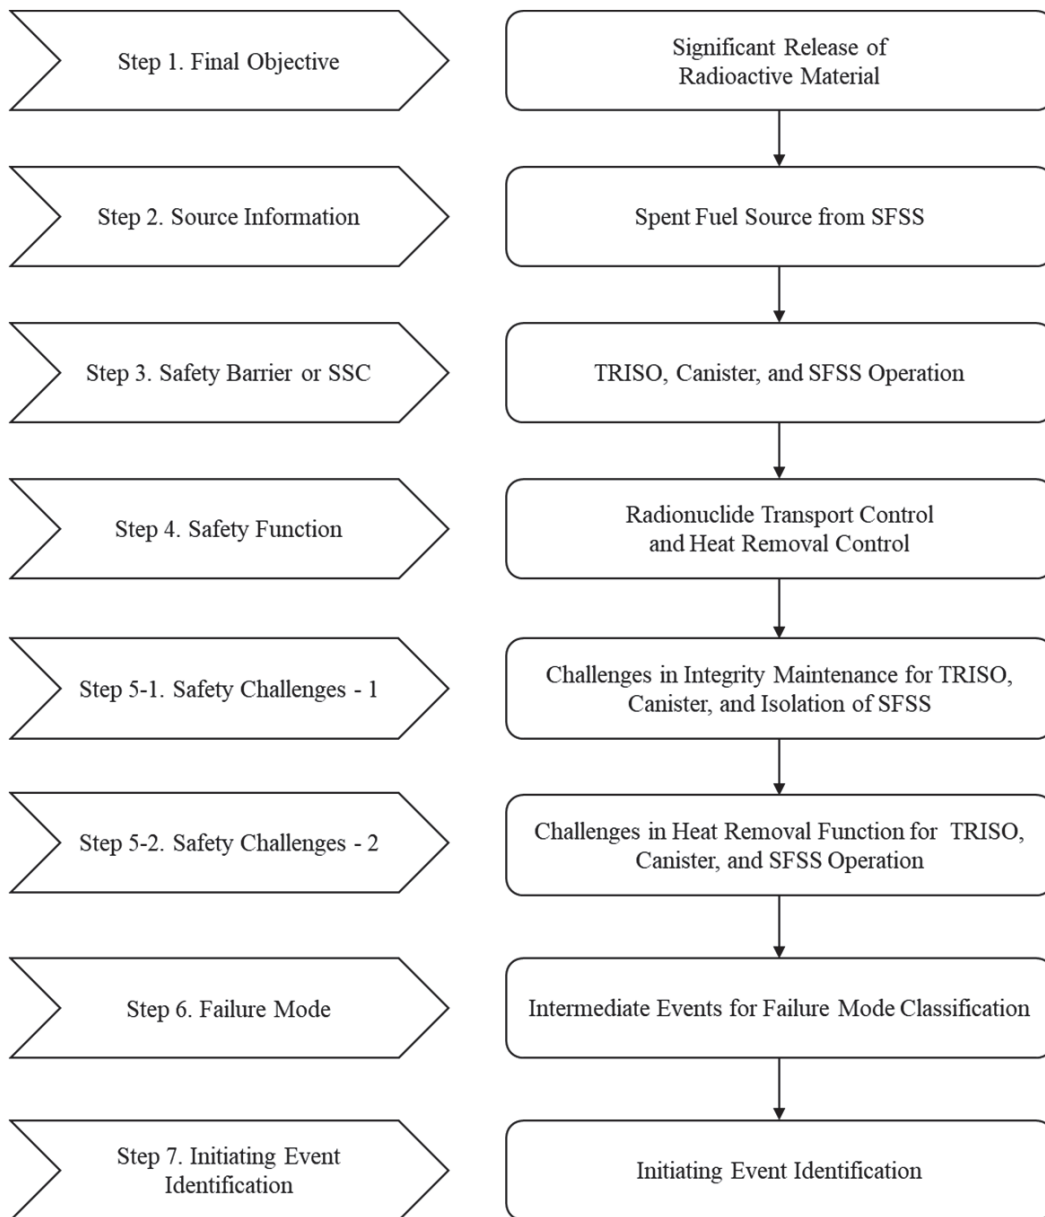 Step 1. Final Objective
Significant Release of
Radioactive Material
Step 2. Source Information
Spent Fuel Source from SFSS
Step 3. Safety Barrier or SSC
TRISO, Canister, and SFSS Operation
Step 4. Safety Function
Radionuclide Transport Control
and Heat Removal Control
Step 5-1. Safety Challenges - 1
Challenges in Integrity Maintenance for TRISO,
Canister, and Isolation of SFSS
Step 5-2. Safety Challenges - 2
Challenges in Heat Removal Function for TRISO,
Canister, and SFSS Operation
Step 6. Failure Mode
Intermediate Events for Failure Mode Classification
Step 7. Initiating Event
Identification
Initiating Event Identification